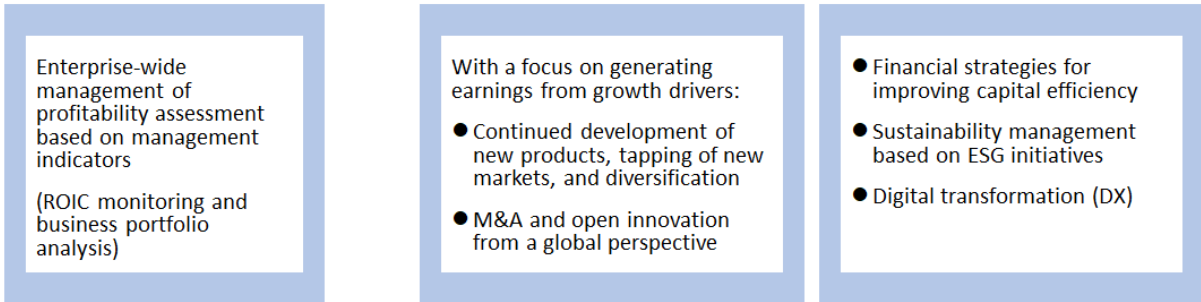 Enterprise-wide
management of
profitability assessment
based on management
indicators
(ROIC monitoring and
business portfolio
analysis)
With a focus on generating
earnings from growth drivers:
● Continued development of
new products, tapping of new
markets, and diversification
● M&A and open innovation
from a global perspective
● Financial strategies for
improving capital efficiency
● Sustainability management
based on ESG initiatives
● Digital transformation (DX)